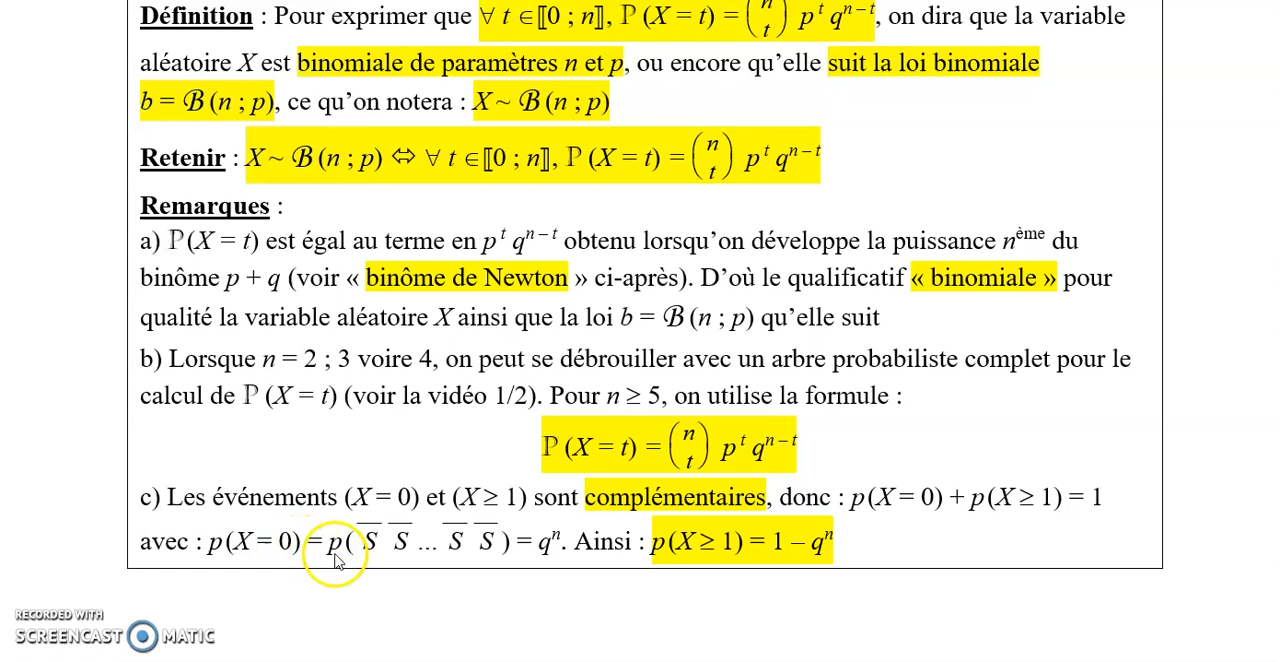 Définition : Pour exprimer que ∀ t ∈ ⟦0 ; n⟧, ℙ (X = t) = (n t) p^t q^(n – t), on dira que la variable
aléatoire X est binomiale de paramètres n et p, ou encore qu’elle suit la loi binomiale
b = ℬ (n ; p), ce qu’on notera : X ~ ℬ (n ; p)
Retenir : X ~ ℬ (n ; p) ⇔ ∀ t ∈ ⟦0 ; n⟧, ℙ (X = t) = (n t) p^t q^(n – t)
Remarques :
a) ℙ(X = t) est égal au terme en p^t q^(n – t) obtenu lorsqu’on développe la puissance n^ème du
binôme p + q (voir « binôme de Newton » ci-après). D’où le qualificatif « binomiale » pour
qualité la variable aléatoire X ainsi que la loi b = ℬ (n ; p) qu’elle suit
b) Lorsque n = 2 ; 3 voire 4, on peut se débrouiller avec un arbre probabiliste complet pour le
calcul de ℙ (X = t) (voir la vidéo 1/2). Pour n ≥ 5, on utilise la formule :
ℙ (X = t) = (n t) p^t q^(n – t)
c) Les événements (X = 0) et (X ≥ 1) sont complémentaires, donc : p(X = 0) + p(X ≥ 1) = 1
avec : p(X = 0) = p( S̅ S̅ ... S̅ S̅ ) = q^n. Ainsi : p(X ≥ 1) = 1 – q^n
RECORDED WITH
SCREENCAST MATIC